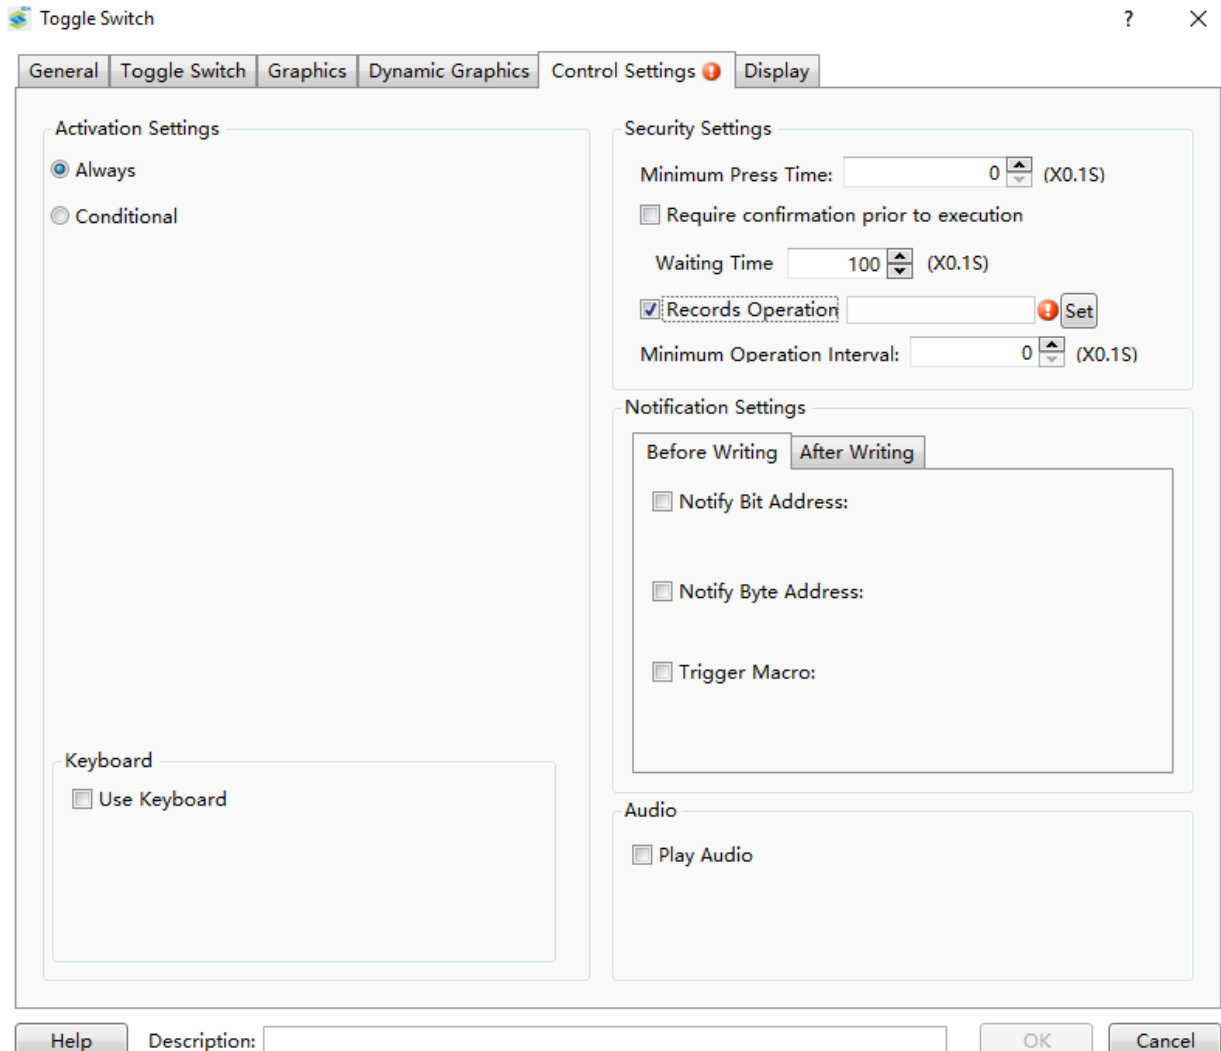 Toggle Switch
?
General
Toggle Switch
Graphics
Dynamic Graphics
Control Settings
Display
Activation Settings
Always
Conditional
Keyboard
Use Keyboard
Security Settings
Minimum Press Time: 0 (X0.1S)
Require confirmation prior to execution
Waiting Time 100 (X0.1S)
Records Operation Set
Minimum Operation Interval: 0 (X0.1S)
Notification Settings
Before Writing
After Writing
Notify Bit Address:
Notify Byte Address:
Trigger Macro:
Audio
Play Audio
Help
Description:
OK
Cancel